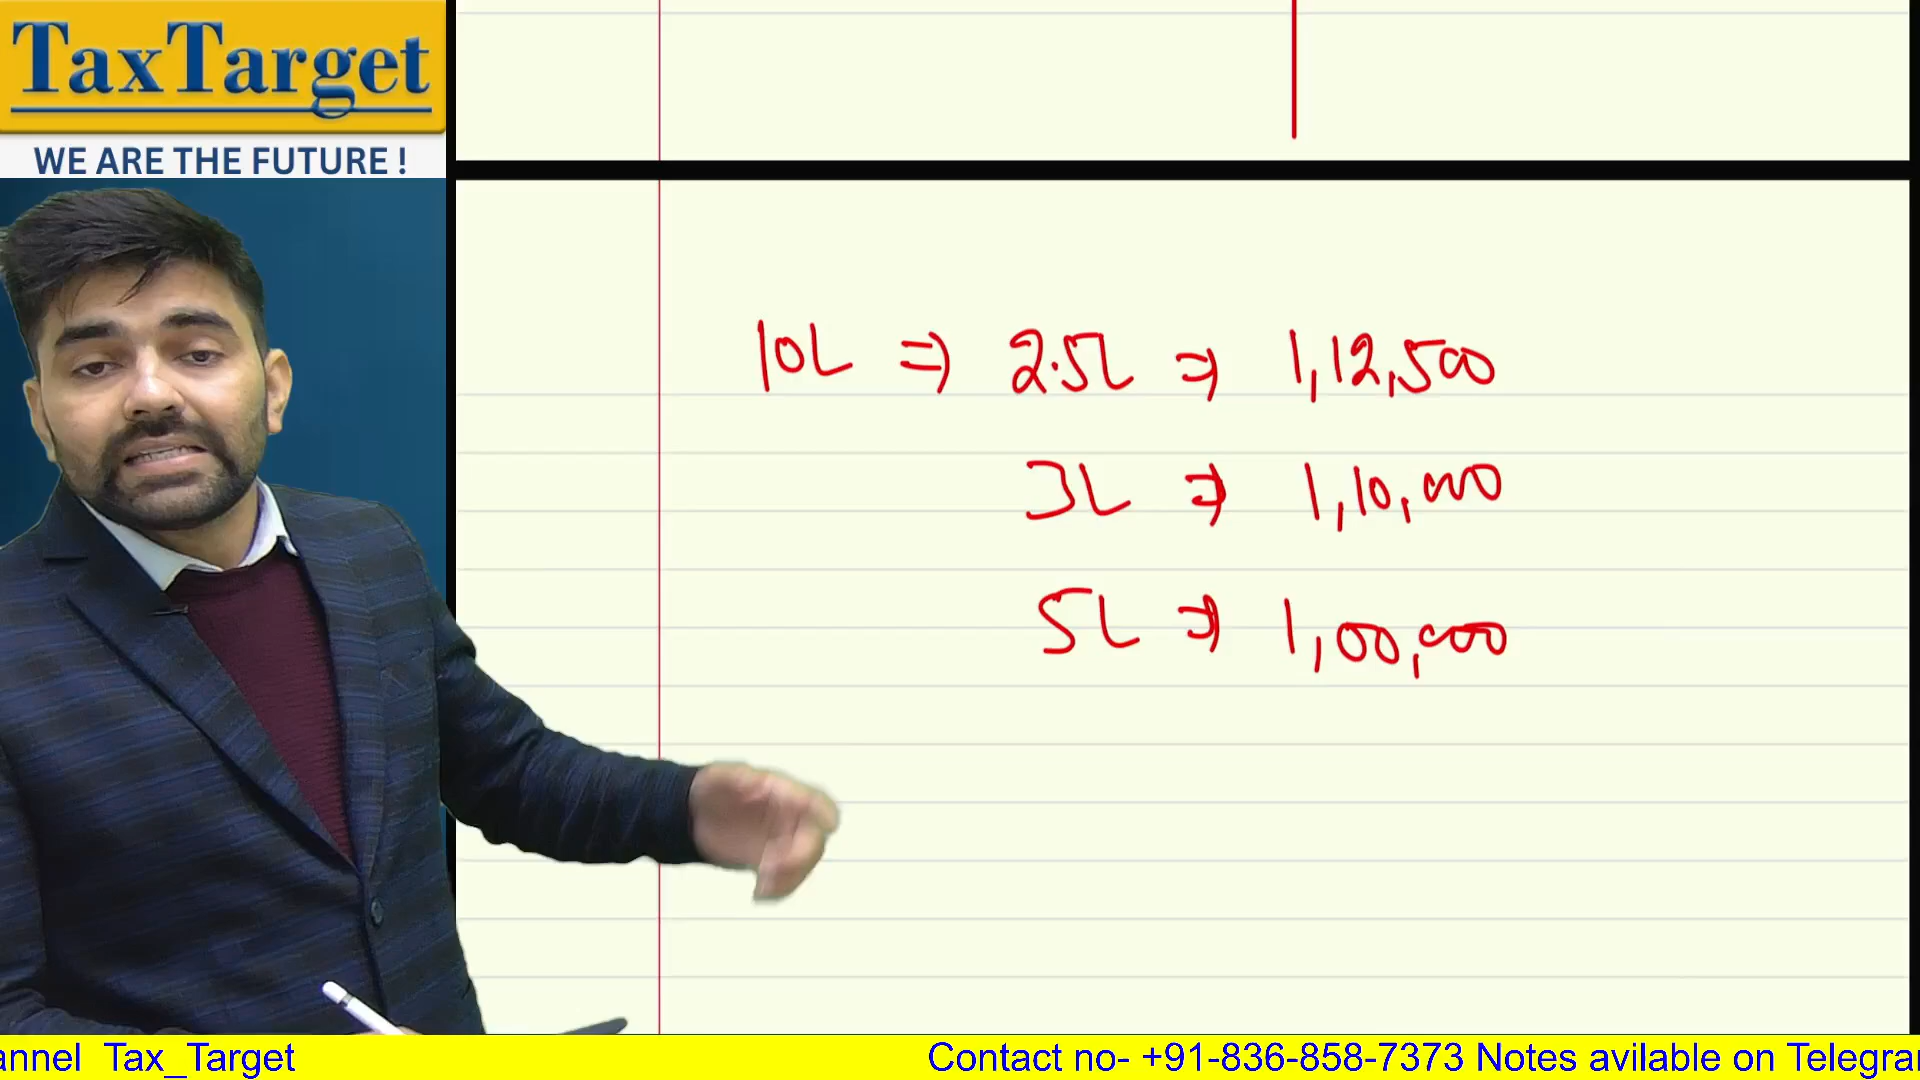 TaxTarget
WE ARE THE FUTURE !
10L ⇒ 2.5L ⇒ 1,12,500
3L ⇒ 1,10,000
5L ⇒ 1,00,000
annel Tax_Target Contact no- +91-836-858-7373 Notes avilable on Telegra